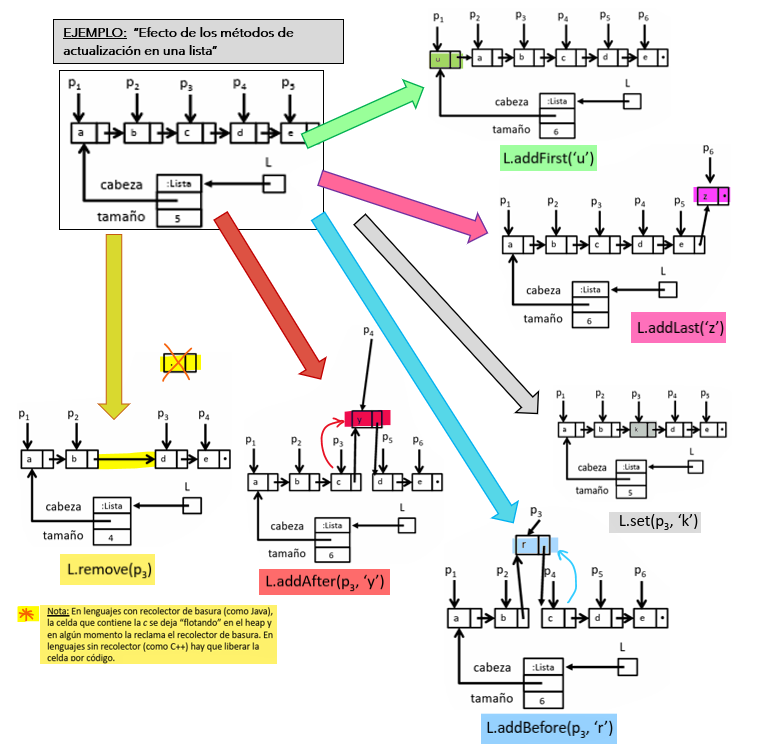 EJEMPLO: “Efecto de los métodos de
actualización en una lista”
p1 p2 p3 p4 p5
a b c d e
L
cabeza :Lista
tamaño
5
p1 p2 p3 p4 p5 p6
u a b c d e
L
cabeza :Lista
tamaño
6
L.addFirst(‘u’)
p6
z
p1 p2 p3 p4 p5
a b c d e
L
cabeza :Lista
tamaño
6
L.addLast(‘z’)
p1 p2 p3 p4 p5
a b k d e
L
cabeza :Lista
tamaño
5
L.set(p3, ‘k’)
p1 p2 p3 p4
a b d e
L
cabeza :Lista
tamaño
4
L.remove(p3)
Nota: En lenguajes con recolector de basura (como Java),
la celda que contiene la c se deja “flotando” en el heap y
en algún momento la reclama el recolector de basura. En
lenguajes sin recolector (como C++) hay que liberar la
celda por código.
p4
y
p1 p2 p3 p5 p6
a b c d e
L
cabeza :Lista
tamaño
6
L.addAfter(p3, ‘y’)
p3
r
p1 p2 p4 p5 p6
a b c d e
L
cabeza :Lista
tamaño
6
L.addBefore(p3, ‘r’)